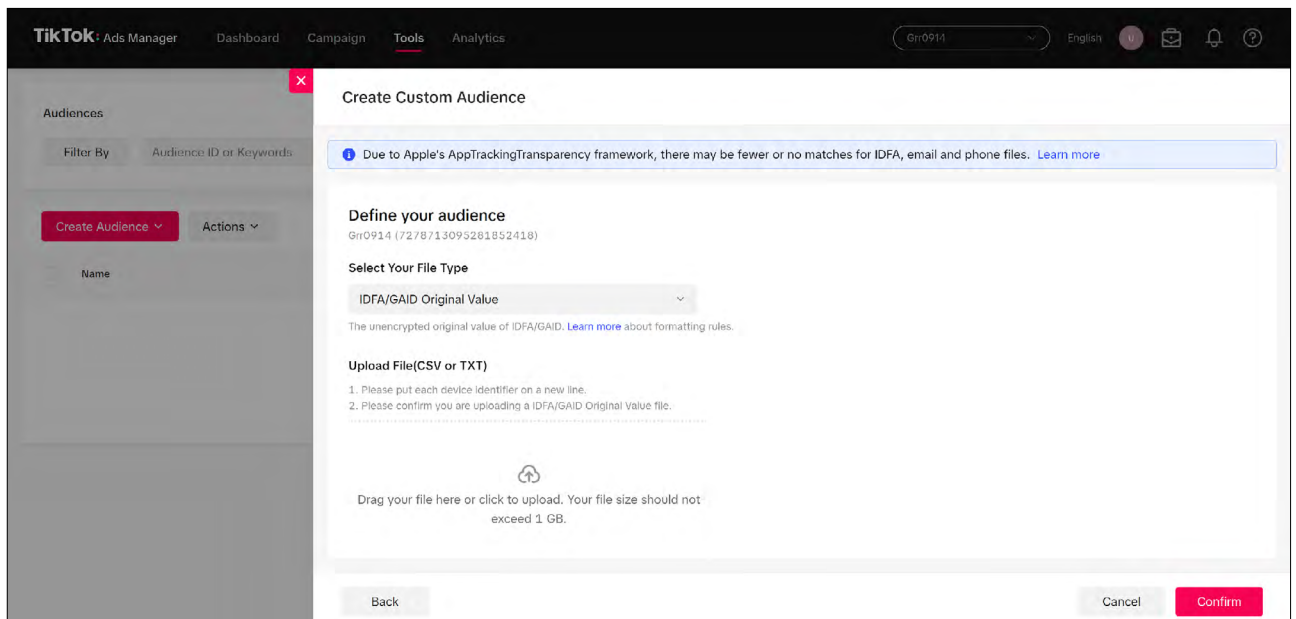 TikTok: Ads Manager Dashboard Campaign Tools Analytics Grr0914 English U
Audiences
Filter By Audience ID or Keywords
Create Audience Actions
Name
Create Custom Audience
Due to Apple's AppTrackingTransparency framework, there may be fewer or no matches for IDFA, email and phone files. Learn more
Define your audience
Grr0914 (7278713095281852418)
Select Your File Type
IDFA/GAID Original Value
The unencrypted original value of IDFA/GAID. Learn more about formatting rules.
Upload File(CSV or TXT)
1. Please put each device identifier on a new line.
2. Please confirm you are uploading a IDFA/GAID Original Value file.
Drag your file here or click to upload. Your file size should not
exceed 1 GB.
Back Cancel Confirm